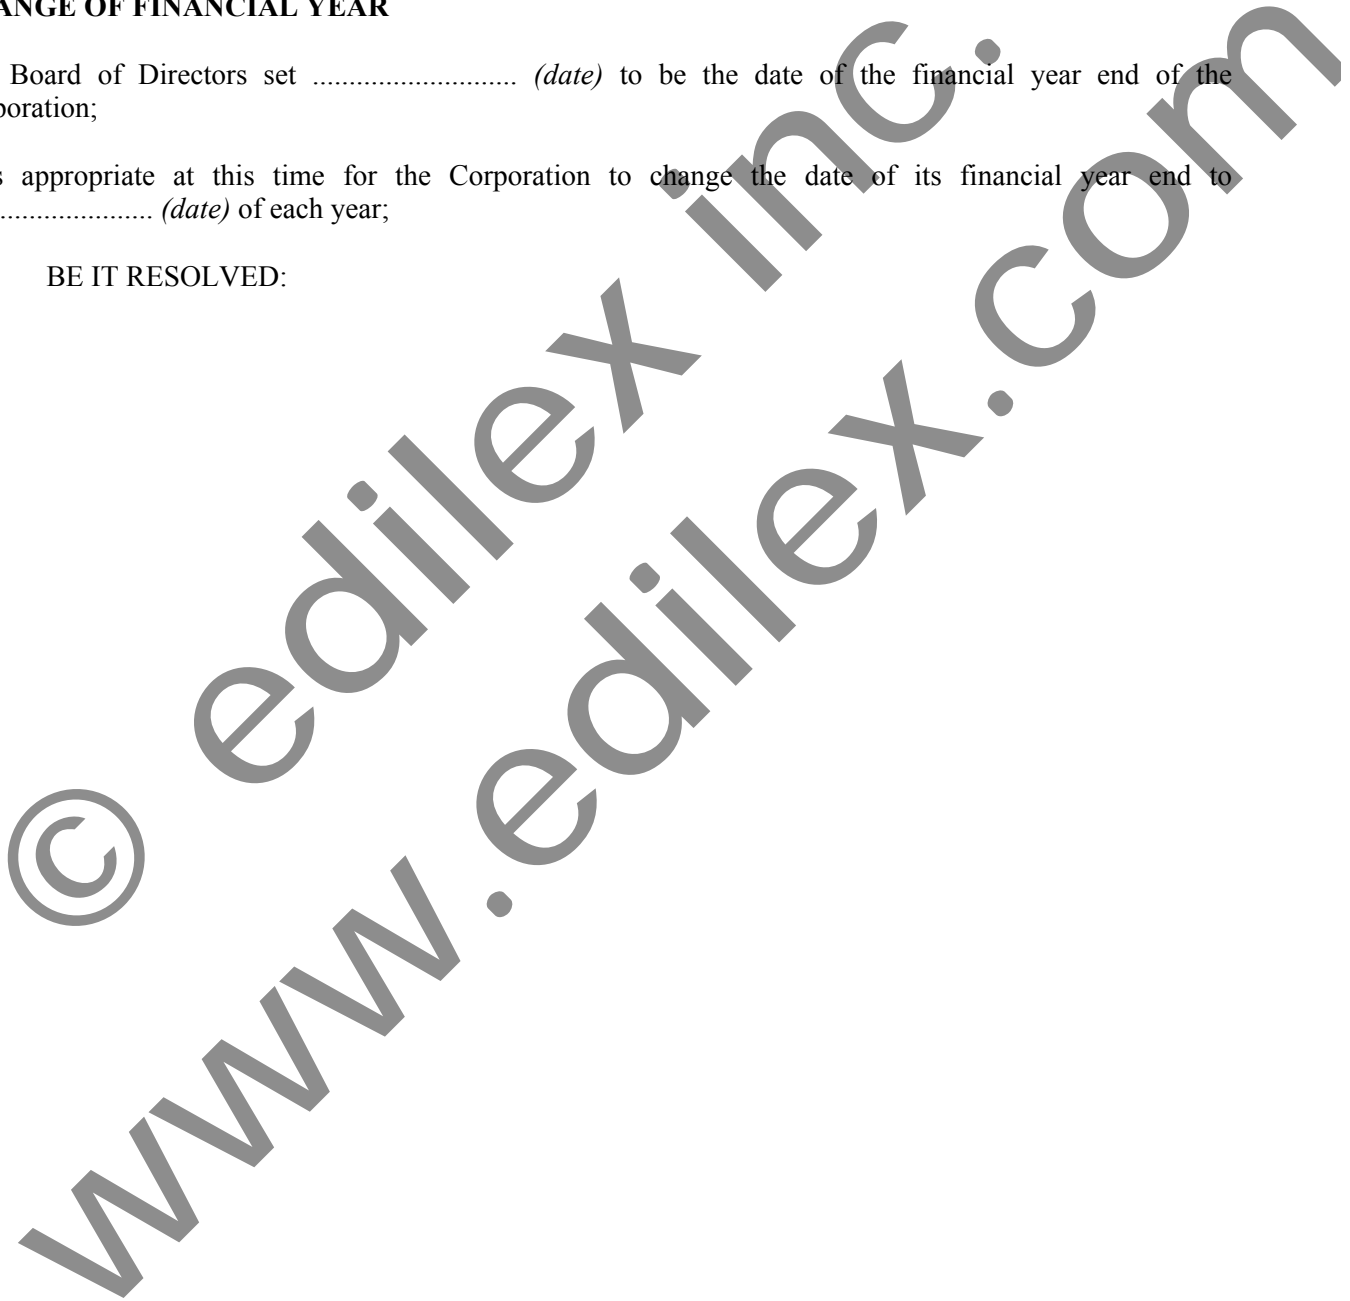 ANGE OF FINANCIAL YEAR
Board of Directors set ............................ (date) to be the date of the financial year end of the
poration;
s appropriate at this time for the Corporation to change the date of its financial year end to
..................... (date) of each year;
BE IT RESOLVED:
© edilex inc.
www.edilex.com